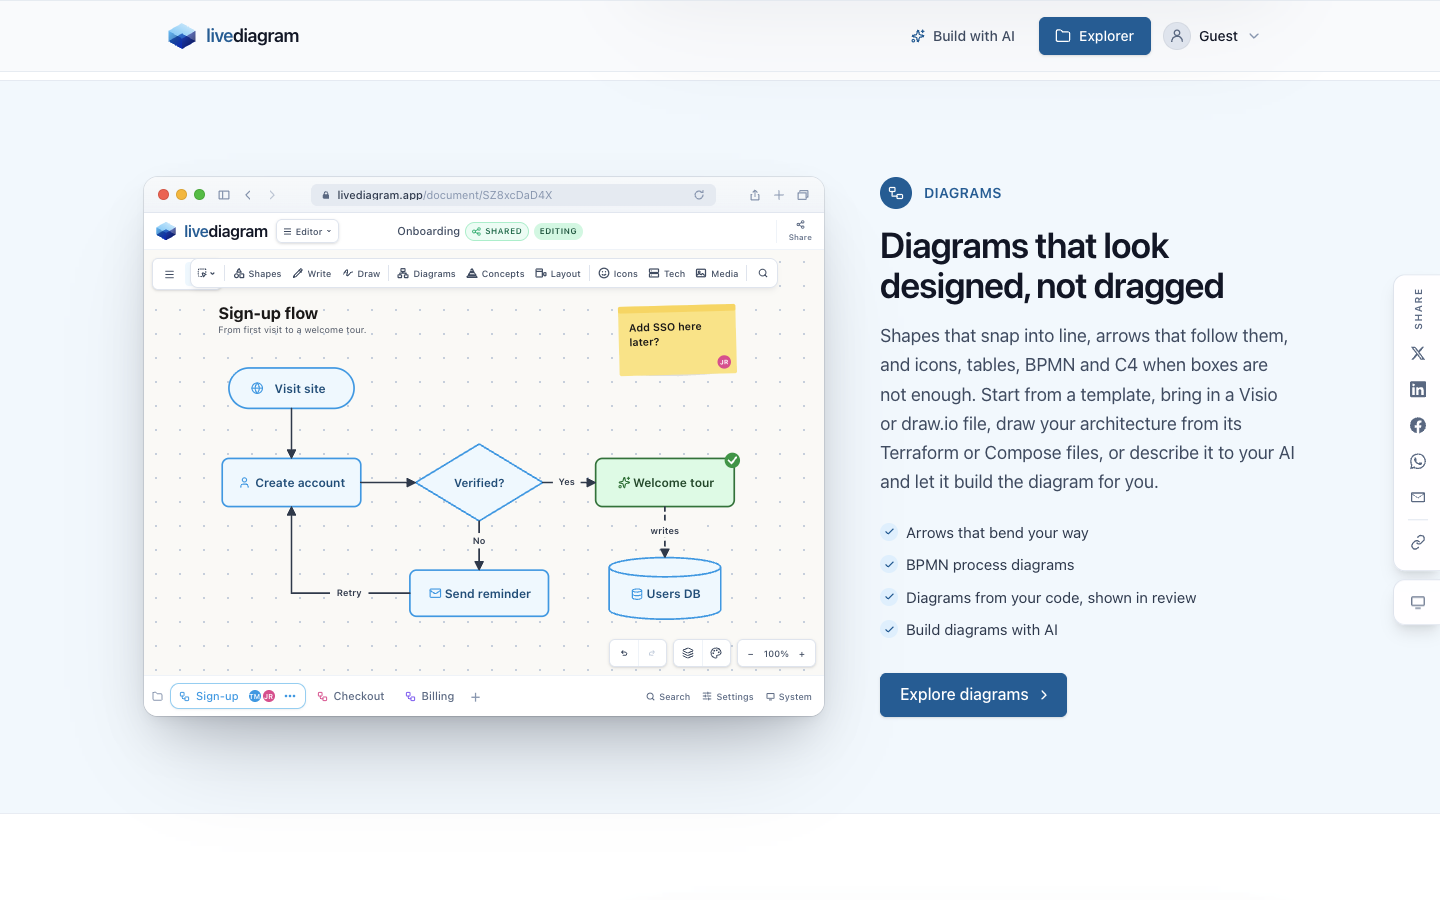 livediagram
Build with AI
Explorer
Guest
livediagram.app/document/SZ8xcDaD4X
livediagram
Editor
Onboarding
SHARED
EDITING
Share
Shapes
Write
Draw
Diagrams
Concepts
Layout
Icons
Tech
Media
Sign-up flow
From first visit to a welcome tour.
Add SSO here
later?
JR
Visit site
Create account
Verified?
Yes
Welcome tour
No
writes
Retry
Send reminder
Users DB
100%
Sign-up
TM
JR
Checkout
Billing
Search
Settings
System
DIAGRAMS
Diagrams that look
designed, not dragged
Shapes that snap into line, arrows that follow them,
and icons, tables, BPMN and C4 when boxes are
not enough. Start from a template, bring in a Visio
or draw.io file, draw your architecture from its
Terraform or Compose files, or describe it to your AI
and let it build the diagram for you.
Arrows that bend your way
BPMN process diagrams
Diagrams from your code, shown in review
Build diagrams with AI
Explore diagrams
SHARE